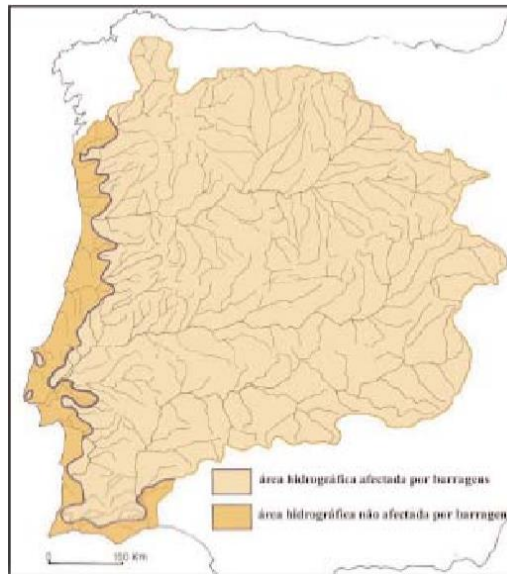 área hidrográfica afectada por barragens
área hidrográfica não afectada por barragen
0 150 Km